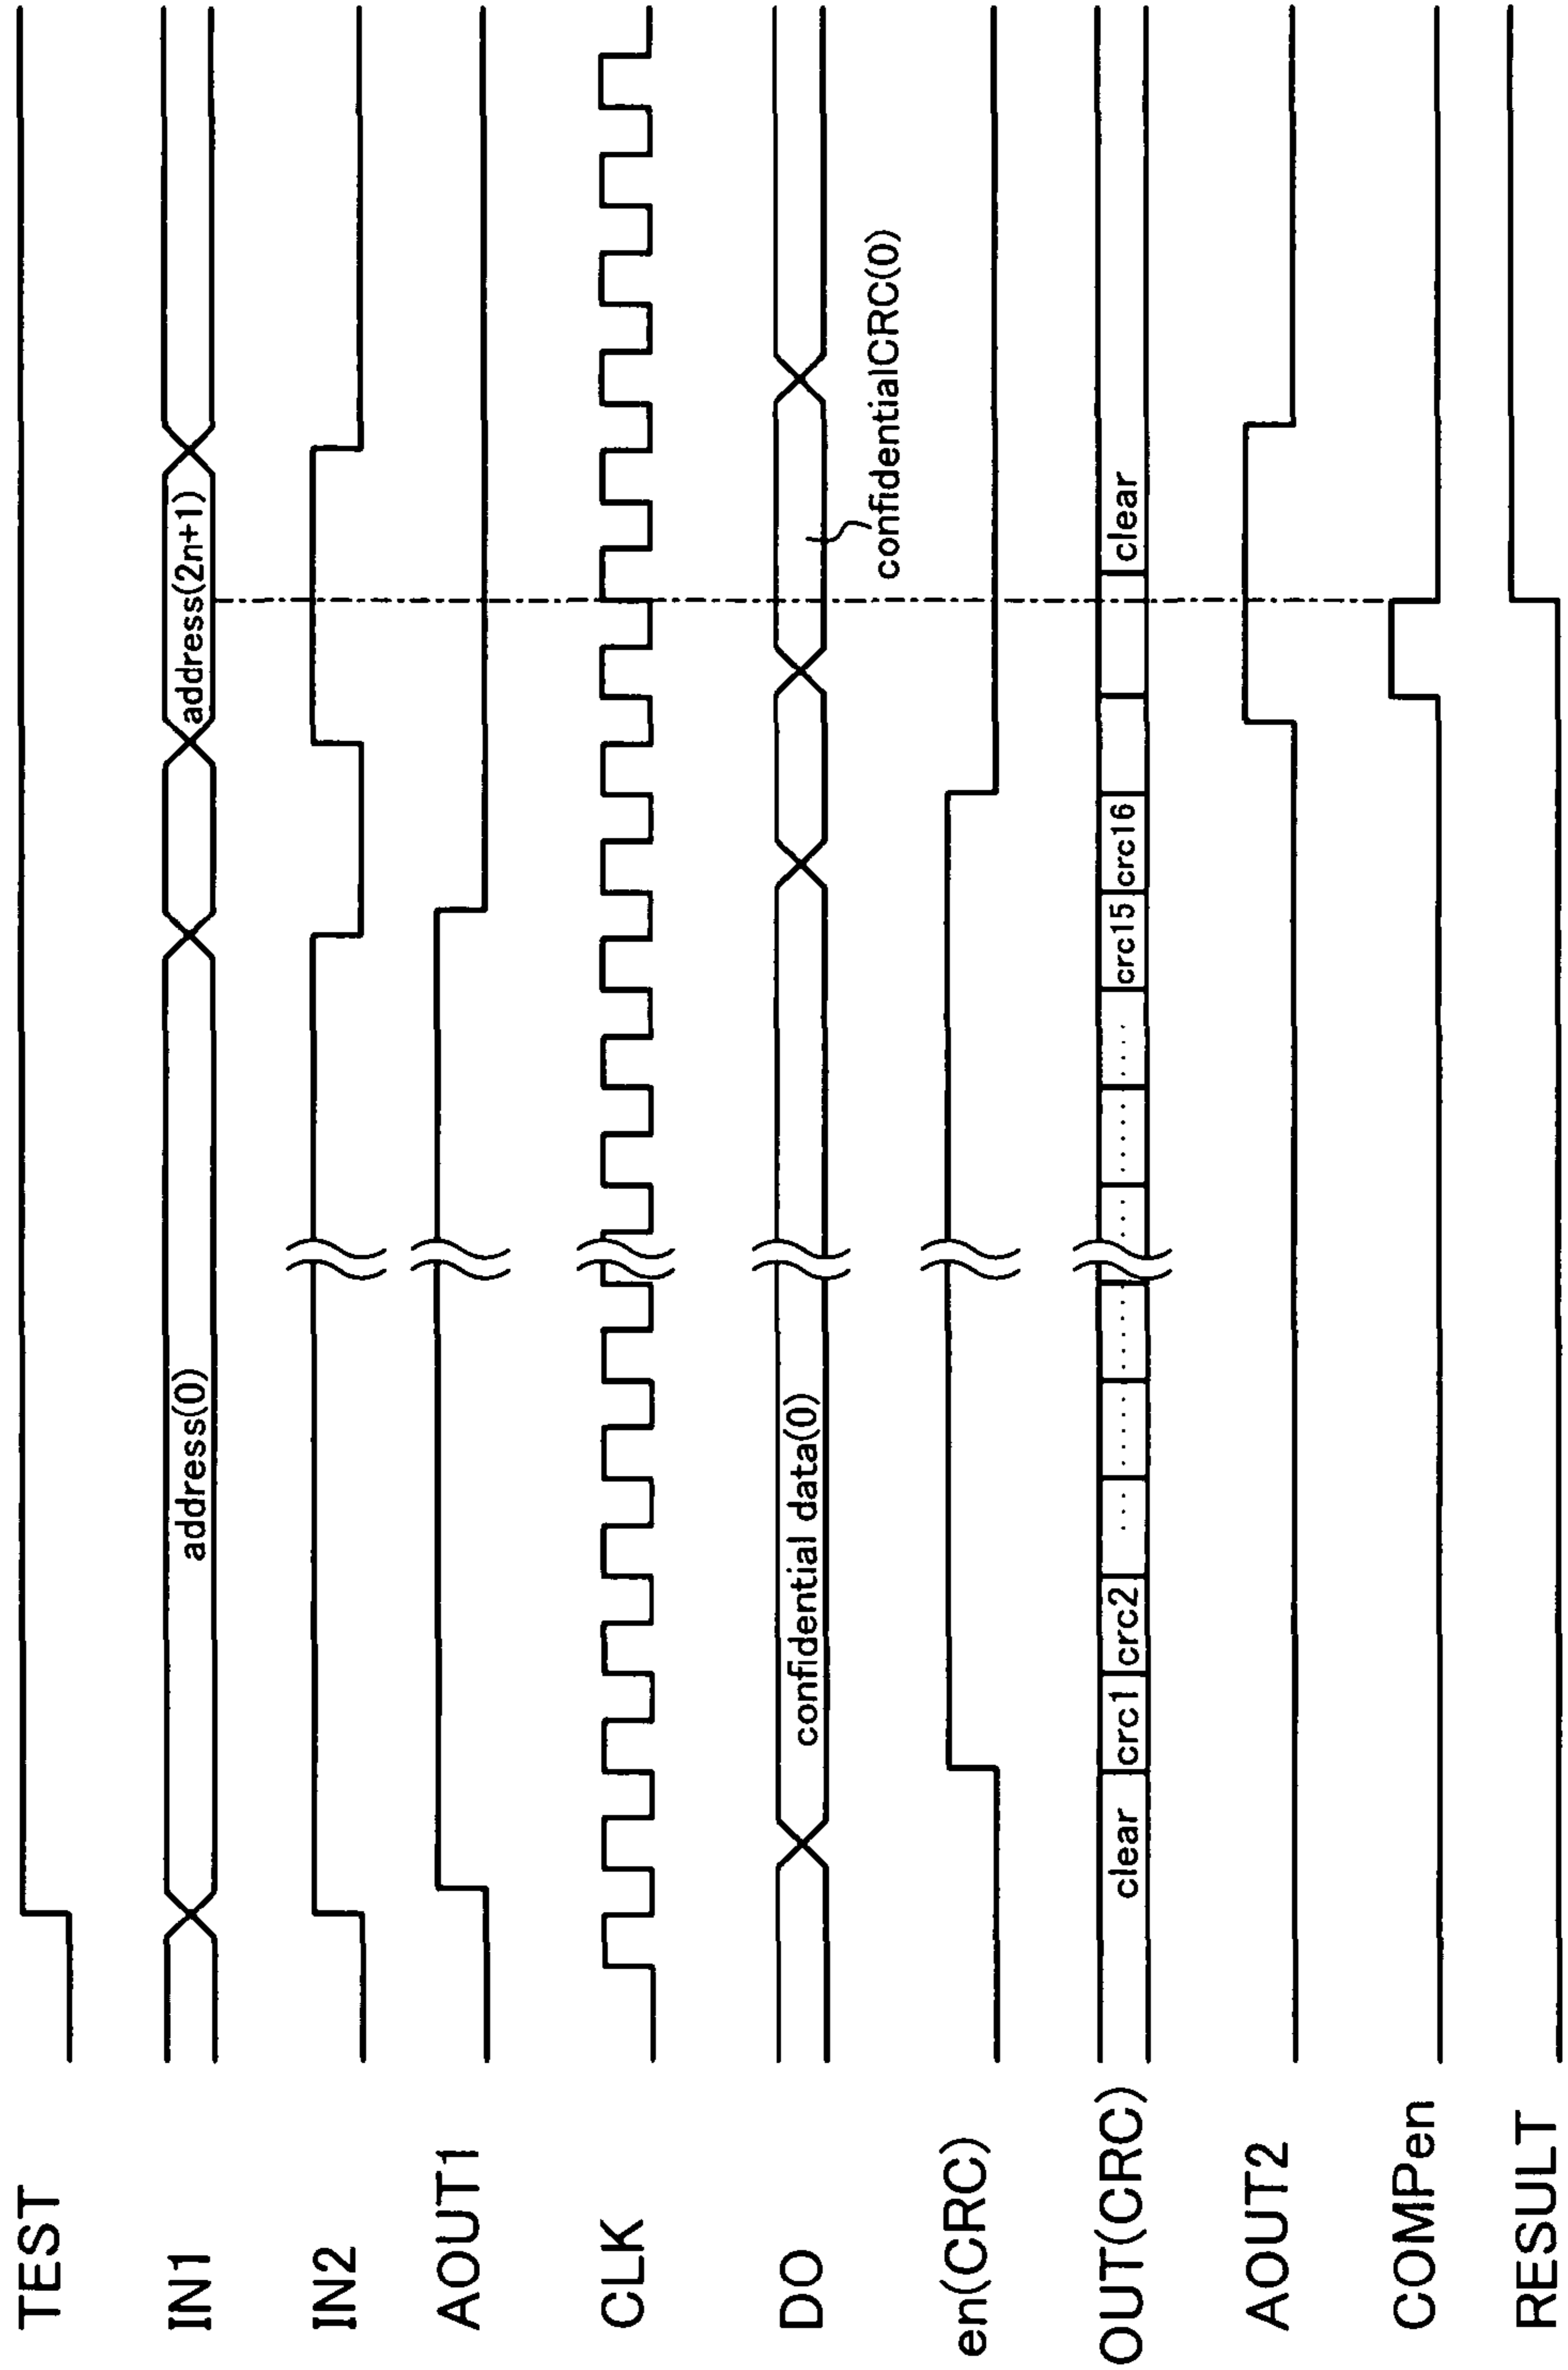 TEST
IN1
address(0)
address(2n+1)
IN2
AOUT1
CLK
DO
confidential data(0)
confidentialCRC(0)
en(CRC)
OUT(CRC)
clear
crc1
crc2
...
.....
.....
...
.....
....
crc15
crc16
clear
AOUT2
COMPen
RESULT